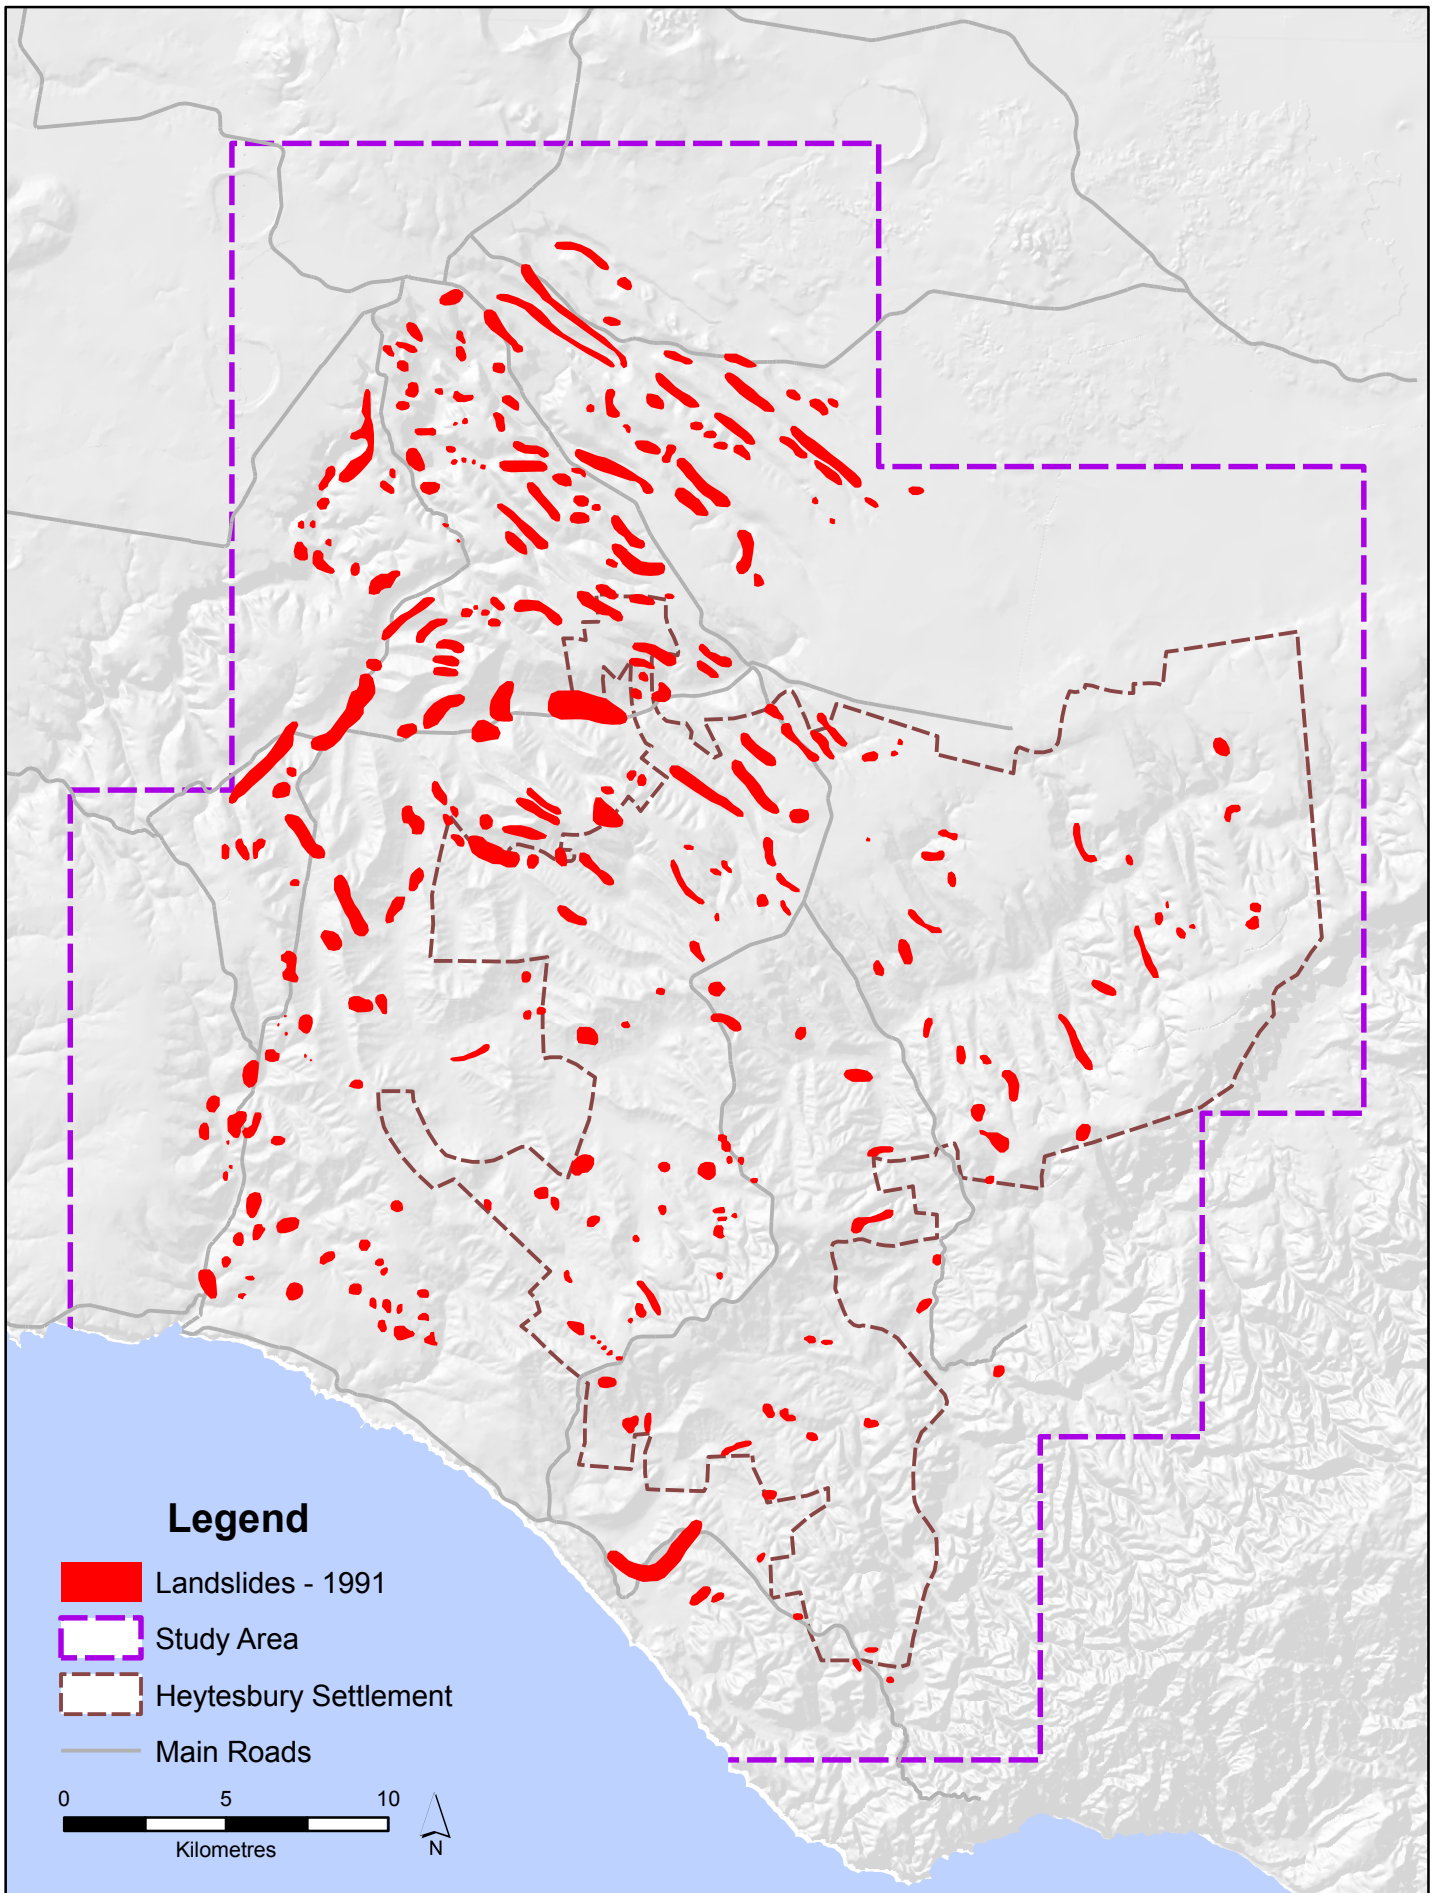 Legend
Landslides - 1991
Study Area
Heytesbury Settlement
Main Roads
0 5 10
Kilometres
N